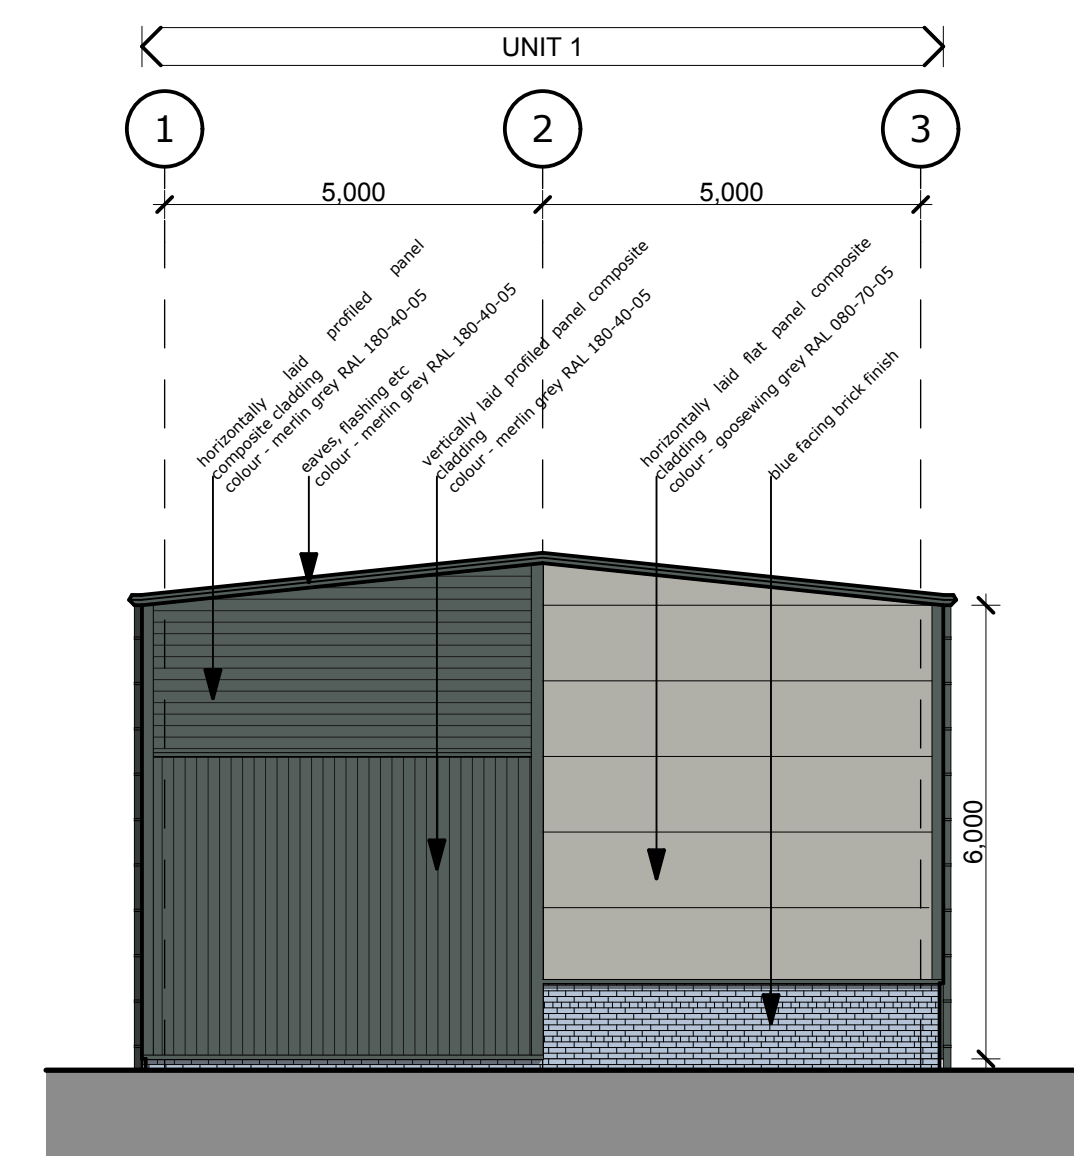 UNIT 1
1
2
3
5,000
5,000
horizontally laid profiled panel
composite cladding
colour - merlin grey RAL 180-40-05
eaves, flashing etc
colour - merlin grey RAL 180-40-05
vertically laid profiled panel composite
cladding
colour - merlin grey RAL 180-40-05
horizontally laid flat panel composite
cladding
colour - goosewing grey RAL 080-70-05
blue facing brick finish
6,000